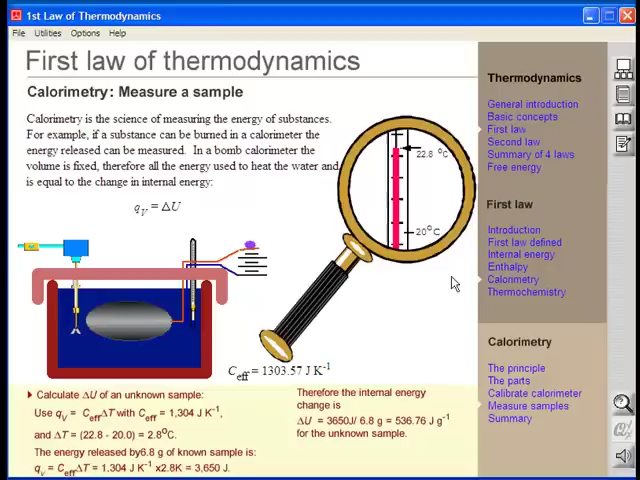 1st Law of Thermodynamics
File Utilities Options Help
First law of thermodynamics
Calorimetry: Measure a sample
Calorimetry is the science of measuring the energy of substances.
For example, if a substance can be burned in a calorimeter the
energy released can be measured. In a bomb calorimeter the
volume is fixed, therefore all the energy used to heat the water and
is equal to the change in internal energy:
qV = ΔU
22.8 °C
20°C
Ceff = 1303.57 J K⁻¹
Calculate ΔU of an unknown sample:
Use qV = CeffΔT with Ceff = 1,304 J K⁻¹,
and ΔT = (22.8 - 20.0) = 2.8°C.
The energy released by6.8 g of known sample is:
qV = CeffΔT = 1.304 J K⁻¹ x2.8K = 3,650 J.
Therefore the internal energy
change is
ΔU = 3650J/ 6.8 g = 536.76 J g⁻¹
for the unknown sample.
Thermodynamics
General introduction
Basic concepts
First law
Second law
Summary of 4 laws
Free energy
First law
Introduction
First law defined
Internal energy
Enthalpy
Calorimetry
Thermochemistry
Calorimetry
The principle
The parts
Calibrate calorimeter
Measure samples
Summary